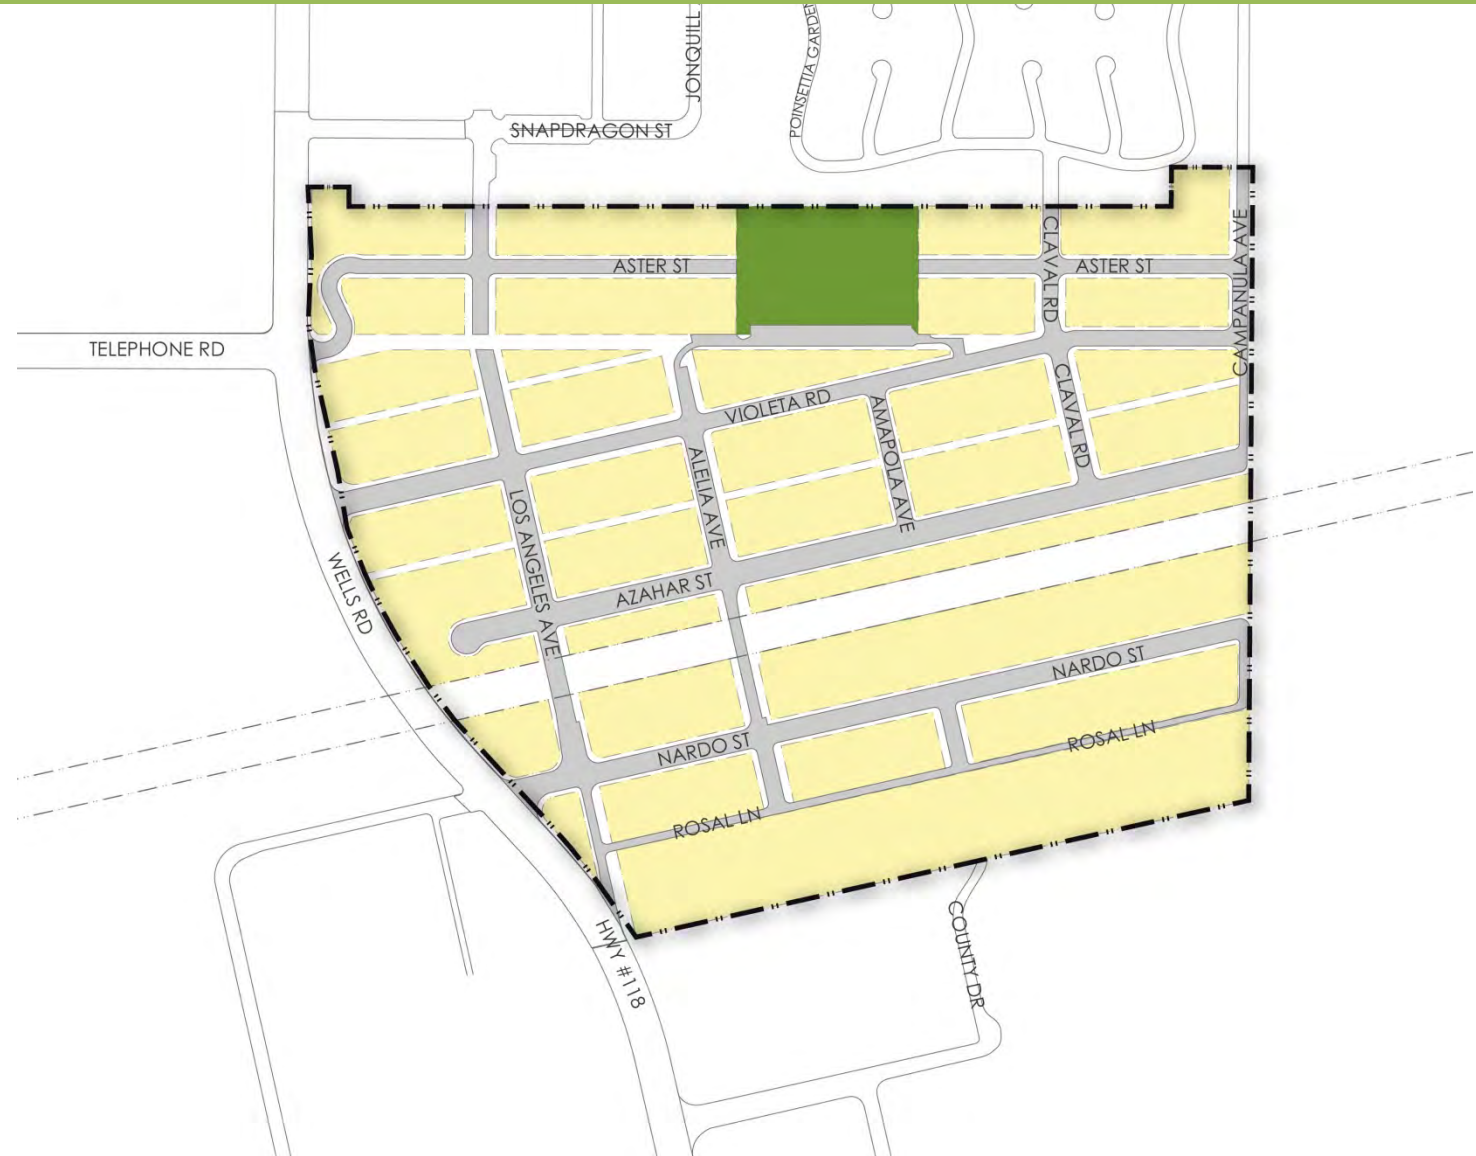 JONQUILL
POINSETTIA GARDEN
SNAPDRAGON ST
ASTER ST
CLAVAL RD
ASTER ST
CAMPANULA AVE
TELEPHONE RD
VIOLETA RD
AMAPOLA AVE
CLAVAL RD
ALELIA AVE
LOS ANGELES AVE
WELLS RD
AZAHAR ST
NARDO ST
NARDO ST
ROSAL LN
ROSAL LN
HWY #118
COUNTY DR